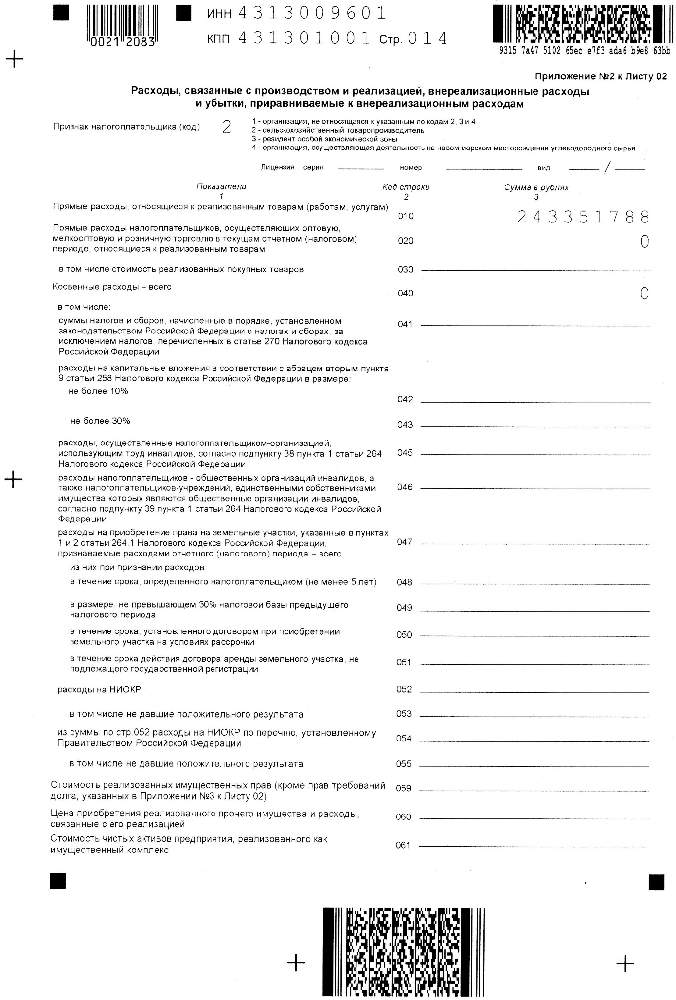 0021 2083
ИНН 4313009601
КПП 431301001 Стр. 014
9315 7a47 5102 65ec e7f3 ada6 b9e8 63bb
Приложение №2 к Листу 02
Расходы, связанные с производством и реализацией, внереализационные расходы
и убытки, приравниваемые к внереализационным расходам
Признак налогоплательщика (код) 2
1 - организация, не относящаяся к указанным по кодам 2, 3 и 4
2 - сельскохозяйственный товаропроизводитель
3 - резидент особой экономической зоны
4 - организация, осуществляющая деятельность на новом морском месторождении углеводородного сырья
Лицензия: серия номер вид /
Показатели Код строки Сумма в рублях
1 2 3
Прямые расходы, относящиеся к реализованным товарам (работам, услугам)
010 243351788
Прямые расходы налогоплательщиков, осуществляющих оптовую,
мелкооптовую и розничную торговлю в текущем отчетном (налоговом) 020 0
периоде, относящиеся к реализованным товарам
в том числе стоимость реализованных покупных товаров 030
Косвенные расходы – всего 040 0
в том числе:
суммы налогов и сборов, начисленные в порядке, установленном 041
законодательством Российской Федерации о налогах и сборах, за
исключением налогов, перечисленных в статье 270 Налогового кодекса
Российской Федерации
расходы на капитальные вложения в соответствии с абзацем вторым пункта
9 статьи 258 Налогового кодекса Российской Федерации в размере:
не более 10% 042
не более 30% 043
расходы, осуществленные налогоплательщиком-организацией,
использующим труд инвалидов, согласно подпункту 38 пункта 1 статьи 264 045
Налогового кодекса Российской Федерации
расходы налогоплательщиков - общественных организаций инвалидов, а
также налогоплательщиков-учреждений, единственными собственниками 046
имущества которых являются общественные организации инвалидов,
согласно подпункту 39 пункта 1 статьи 264 Налогового кодекса Российской
Федерации
расходы на приобретение права на земельные участки, указанные в пунктах
1 и 2 статьи 264.1 Налогового кодекса Российской Федерации, 047
признаваемые расходами отчетного (налогового) периода – всего
из них при признании расходов:
в течение срока, определенного налогоплательщиком (не менее 5 лет) 048
в размере, не превышающем 30% налоговой базы предыдущего 049
налогового периода
в течение срока, установленного договором при приобретении 050
земельного участка на условиях рассрочки
в течение срока действия договора аренды земельного участка, не 051
подлежащего государственной регистрации
расходы на НИОКР 052
в том числе не давшие положительного результата 053
из суммы по стр.052 расходы на НИОКР по перечню, установленному 054
Правительством Российской Федерации
в том числе не давшие положительного результата 055
Стоимость реализованных имущественных прав (кроме прав требований 059
долга, указанных в Приложении №3 к Листу 02)
Цена приобретения реализованного прочего имущества и расходы, 060
связанные с его реализацией
Стоимость чистых активов предприятия, реализованного как 061
имущественный комплекс